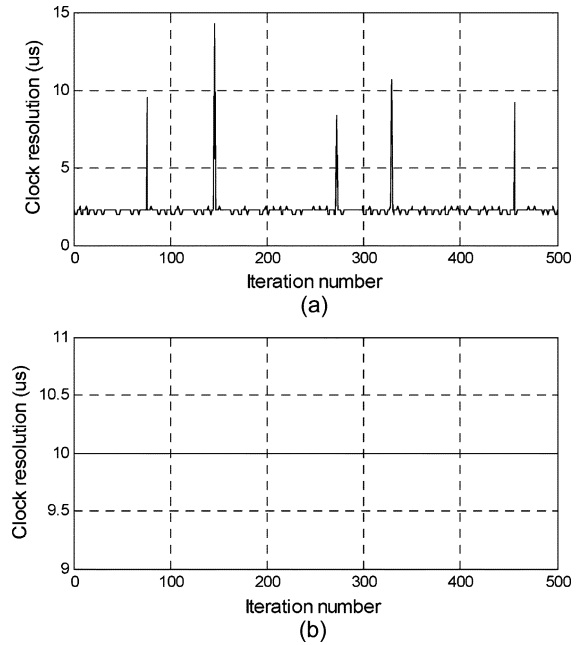 15
10
5
0
Clock resolution (us)
0 100 200 300 400 500
Iteration number
(a)
11
10.5
10
9.5
9
Clock resolution (us)
0 100 200 300 400 500
Iteration number
(b)